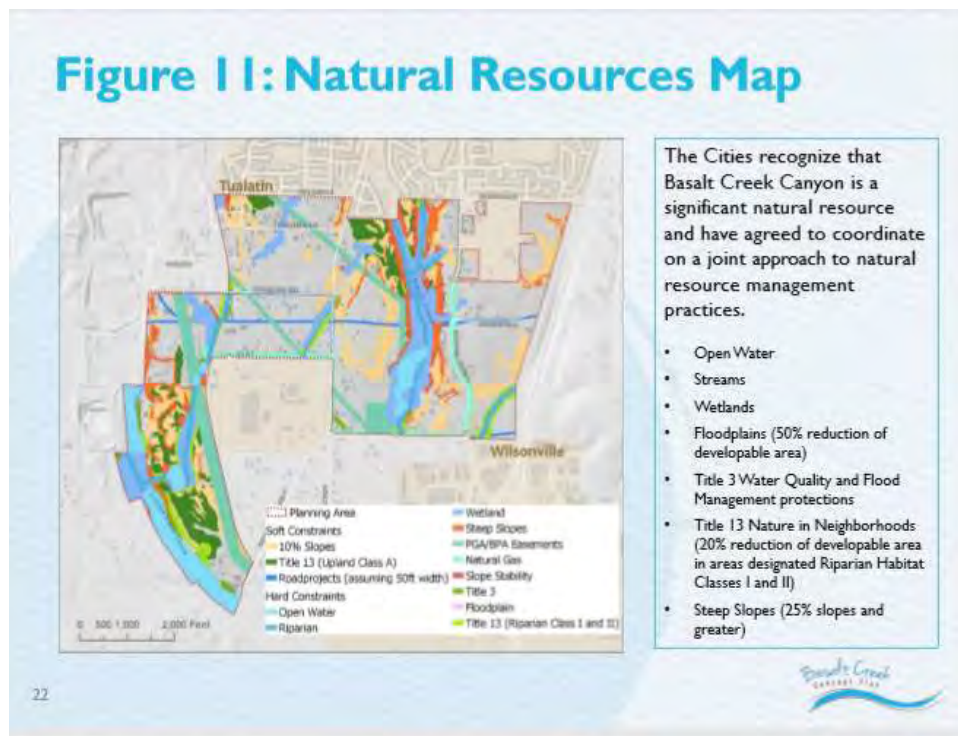 Figure 11: Natural Resources Map
Tualatin
Wilsonville
Planning Area
Soft Constraints
10% Slopes
Title 13 (Upland Class A)
Roadprojects (assuming 50ft width)
Hard Constraints
Open Water
Riparian
Wetland
Steep Slopes
PGA/BPA Easements
Natural Gas
Slope Stability
Title 3
Floodplain
Title 13 (Riparian Class I and II)
0 500 1,000 2,000 Feet
The Cities recognize that
Basalt Creek Canyon is a
significant natural resource
and have agreed to coordinate
on a joint approach to natural
resource management
practices.
• Open Water
• Streams
• Wetlands
• Floodplains (50% reduction of
developable area)
• Title 3 Water Quality and Flood
Management protections
• Title 13 Nature in Neighborhoods
(20% reduction of developable area
in areas designated Riparian Habitat
Classes I and II)
• Steep Slopes (25% slopes and
greater)
22
Basalt Creek
Concept Plan